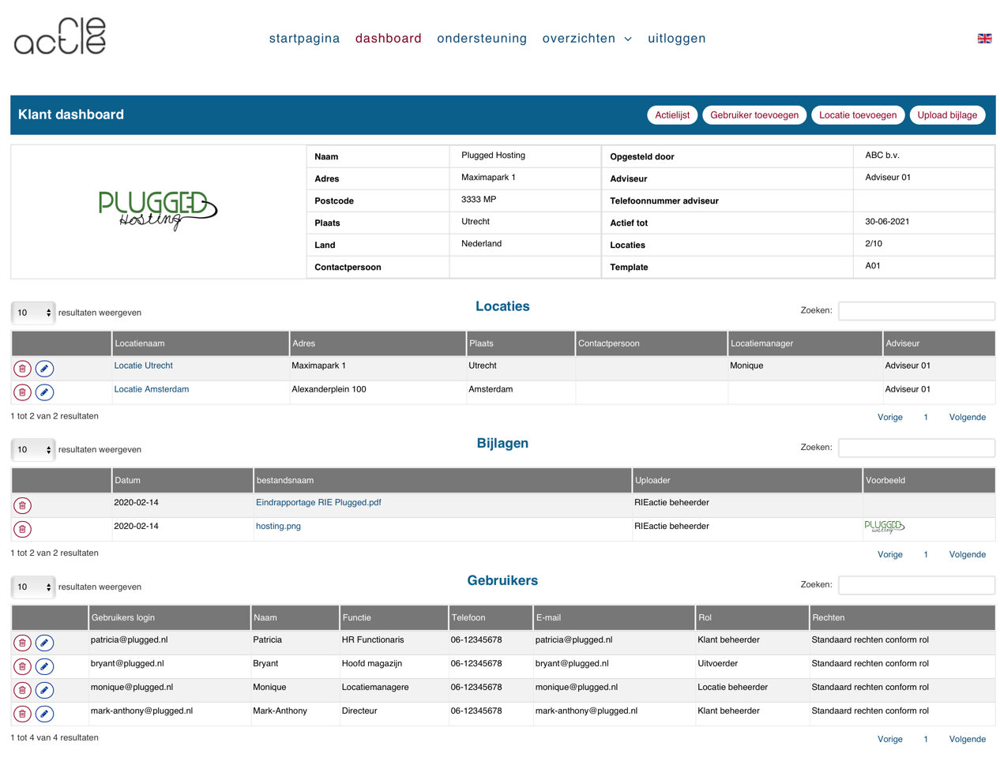 rie
actie
startpagina dashboard ondersteuning overzichten uitloggen
Klant dashboard Actielijst Gebruiker toevoegen Locatie toevoegen Upload bijlage
PLUGGED
Hosting
Naam Plugged Hosting Opgesteld door ABC b.v.
Adres Maximapark 1 Adviseur Adviseur 01
Postcode 3333 MP Telefoonnummer adviseur
Plaats Utrecht Actief tot 30-06-2021
Land Nederland Locaties 2/10
Contactpersoon Template A01
10 resultaten weergeven Locaties Zoeken:
Locatienaam Adres Plaats Contactpersoon Locatiemanager Adviseur
Locatie Utrecht Maximapark 1 Utrecht Monique Adviseur 01
Locatie Amsterdam Alexanderplein 100 Amsterdam Adviseur 01
1 tot 2 van 2 resultaten Vorige 1 Volgende
10 resultaten weergeven Bijlagen Zoeken:
Datum bestandsnaam Uploader Voorbeeld
2020-02-14 Eindrapportage RIE Plugged.pdf RIEactie beheerder
2020-02-14 hosting.png RIEactie beheerder PLUGGED Hosting
1 tot 2 van 2 resultaten Vorige 1 Volgende
10 resultaten weergeven Gebruikers Zoeken:
Gebruikers login Naam Functie Telefoon E-mail Rol Rechten
patricia@plugged.nl Patricia HR Functionaris 06-12345678 patricia@plugged.nl Klant beheerder Standaard rechten conform rol
bryant@plugged.nl Bryant Hoofd magazijn 06-12345678 bryant@plugged.nl Uitvoerder Standaard rechten conform rol
monique@plugged.nl Monique Locatiemanagere 06-12345678 monique@plugged.nl Locatie beheerder Standaard rechten conform rol
mark-anthony@plugged.nl Mark-Anthony Directeur 06-12345678 mark-anthony@plugged.nl Klant beheerder Standaard rechten conform rol
1 tot 4 van 4 resultaten Vorige 1 Volgende